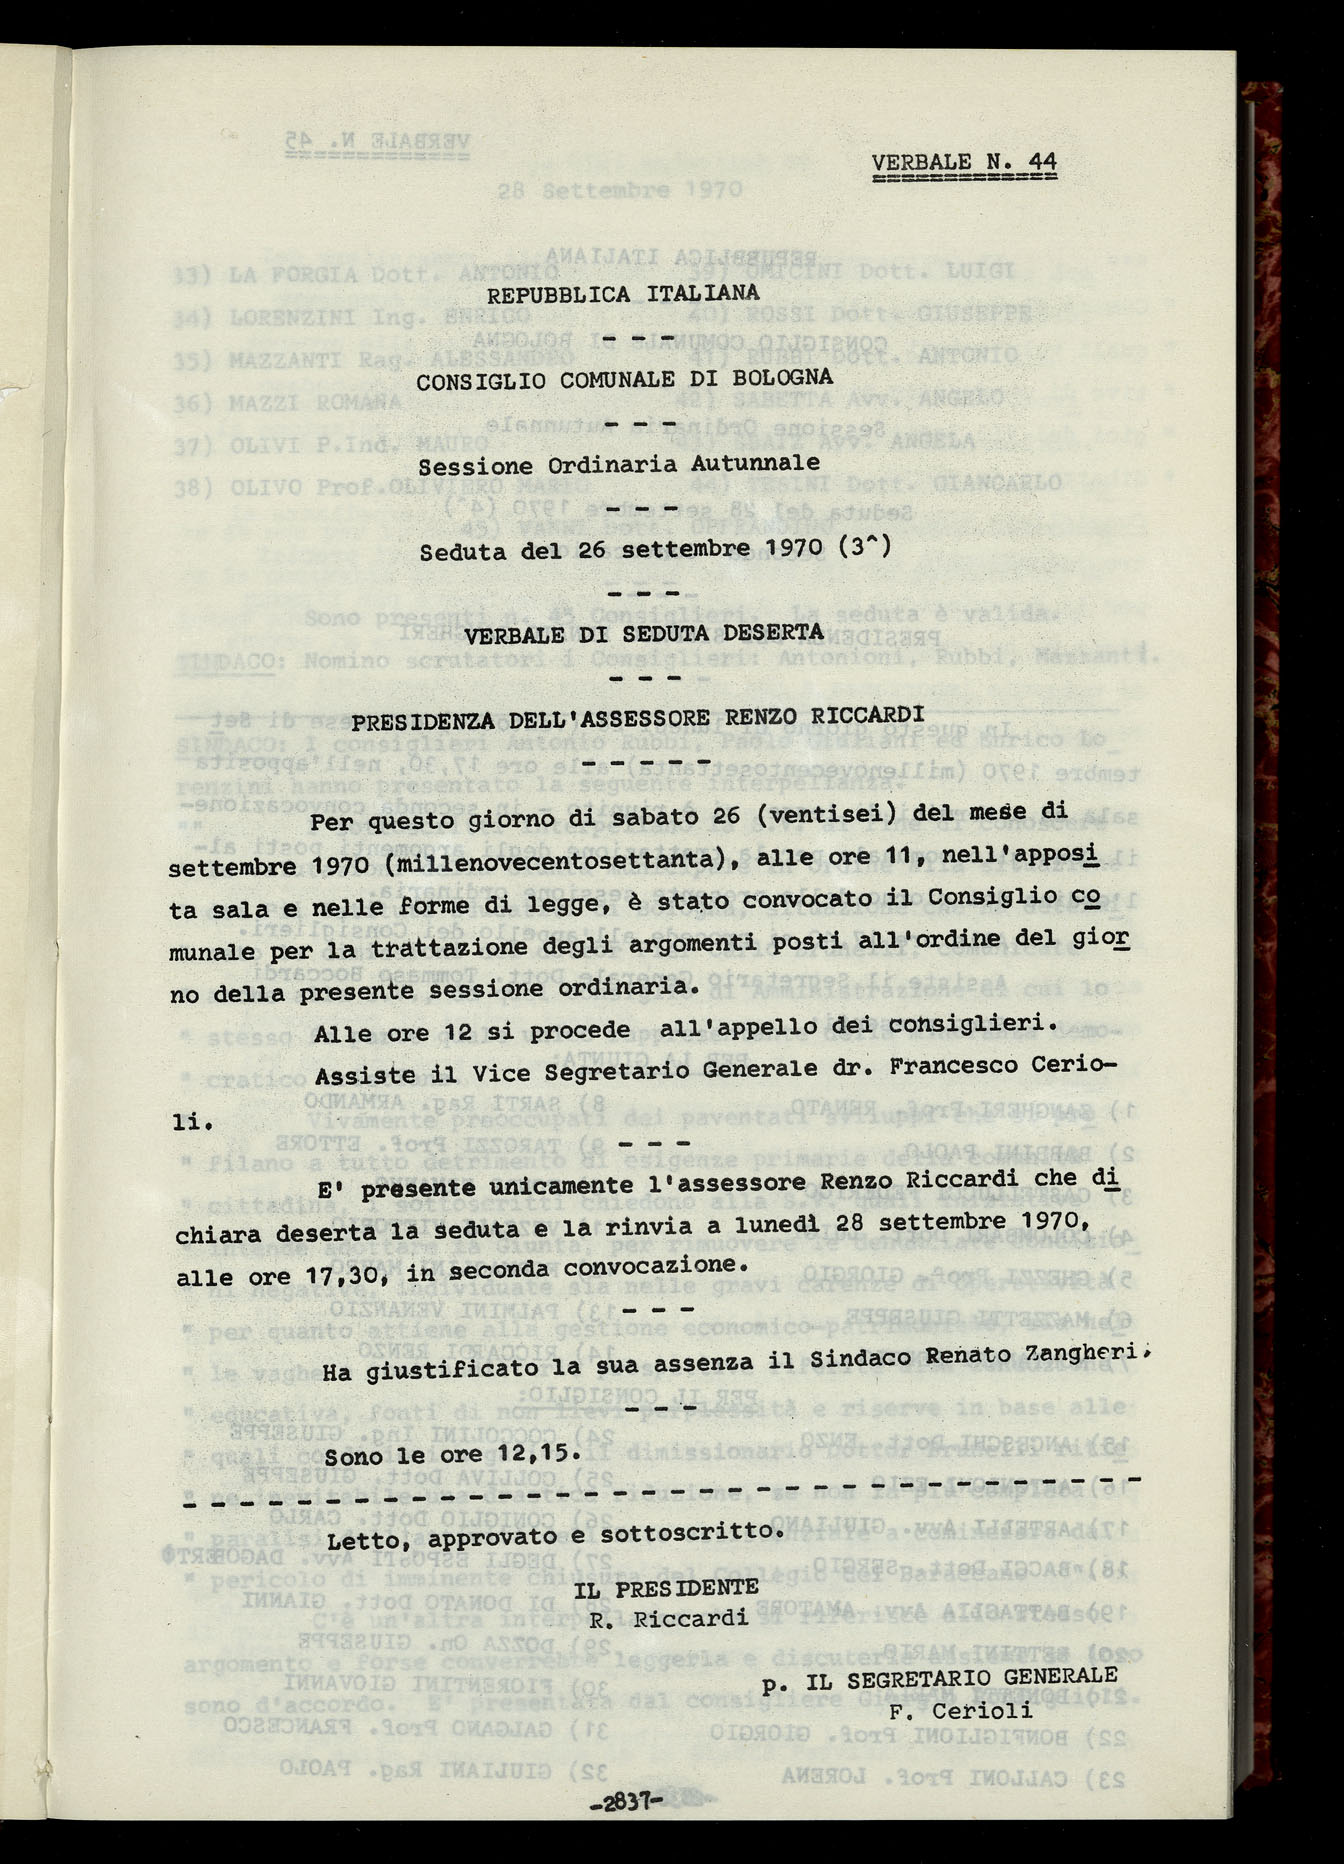 VERBALE N. 44
REPUBBLICA ITALIANA
- - -
CONSIGLIO COMUNALE DI BOLOGNA
- - -
Sessione Ordinaria Autunnale
- - -
Seduta del 26 settembre 1970 (3^)
- - -
VERBALE DI SEDUTA DESERTA
- - -
PRESIDENZA DELL'ASSESSORE RENZO RICCARDI
- - - - -
Per questo giorno di sabato 26 (ventisei) del mese di
settembre 1970 (millenovecentosettanta), alle ore 11, nell'apposi
ta sala e nelle forme di legge, è stato convocato il Consiglio co
munale per la trattazione degli argomenti posti all'ordine del gior
no della presente sessione ordinaria.
Alle ore 12 si procede all'appello dei consiglieri.
Assiste il Vice Segretario Generale dr. Francesco Cerio-
li.
- - -
E' presente unicamente l'assessore Renzo Riccardi che di
chiara deserta la seduta e la rinvia a lunedì 28 settembre 1970,
alle ore 17,30, in seconda convocazione.
- - -
Ha giustificato la sua assenza il Sindaco Renato Zangheri.
- - -
Sono le ore 12,15.
- - - - - - - - - - - - - - - - - - - - - - - - - - - - - - - - - -
Letto, approvato e sottoscritto.
IL PRESIDENTE
R. Riccardi
p. IL SEGRETARIO GENERALE
F. Cerioli
-2837-